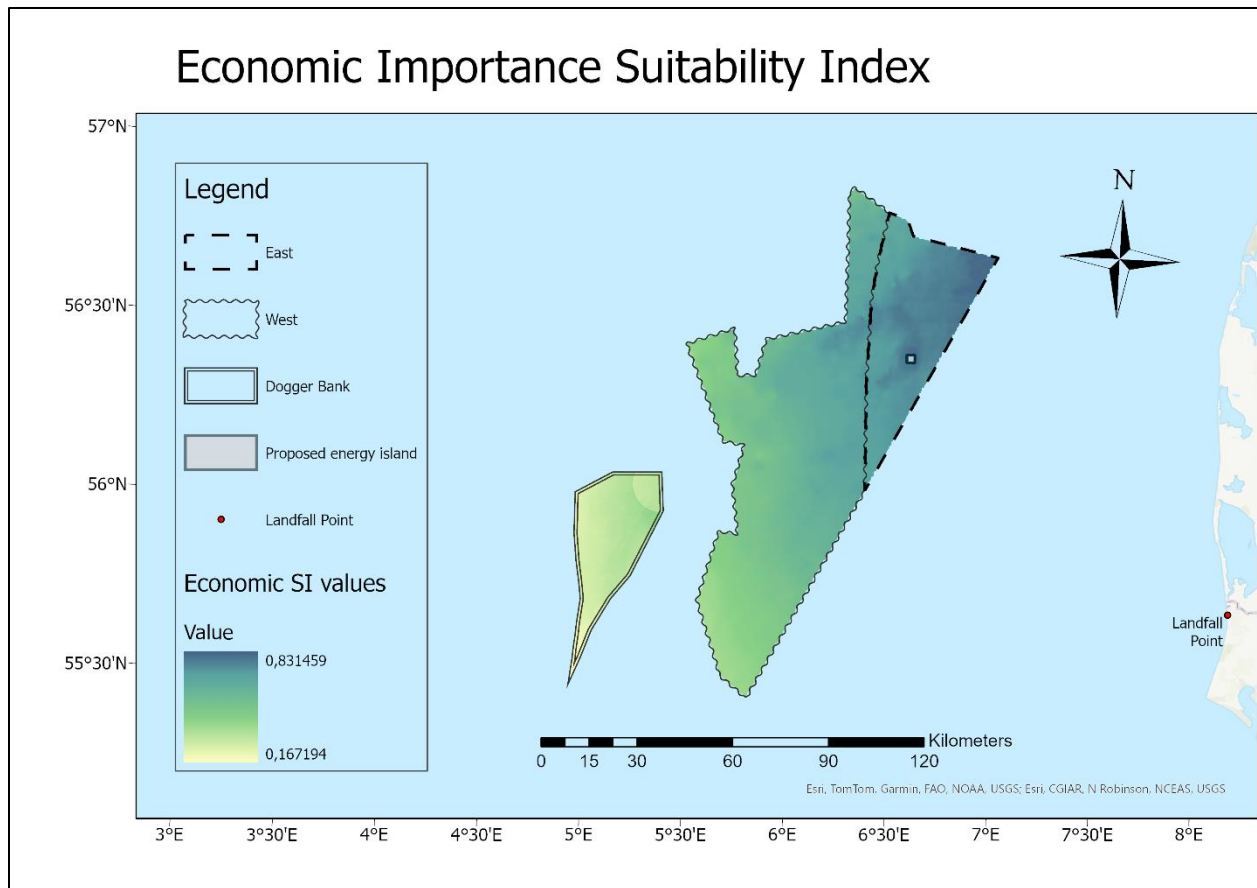 Economic Importance Suitability Index
57°N
56°30'N
56°N
55°30'N
Legend
East
West
Dogger Bank
Proposed energy island
Landfall Point
Economic SI values
Value
0,831459
0,167194
N
Landfall
Point
Kilometers
0 15 30 60 90 120
Esri, TomTom, Garmin, FAO, NOAA, USGS; Esri, CGIAR, N Robinson, NCEAS, USGS
3°E 3°30'E 4°E 4°30'E 5°E 5°30'E 6°E 6°30'E 7°E 7°30'E 8°E